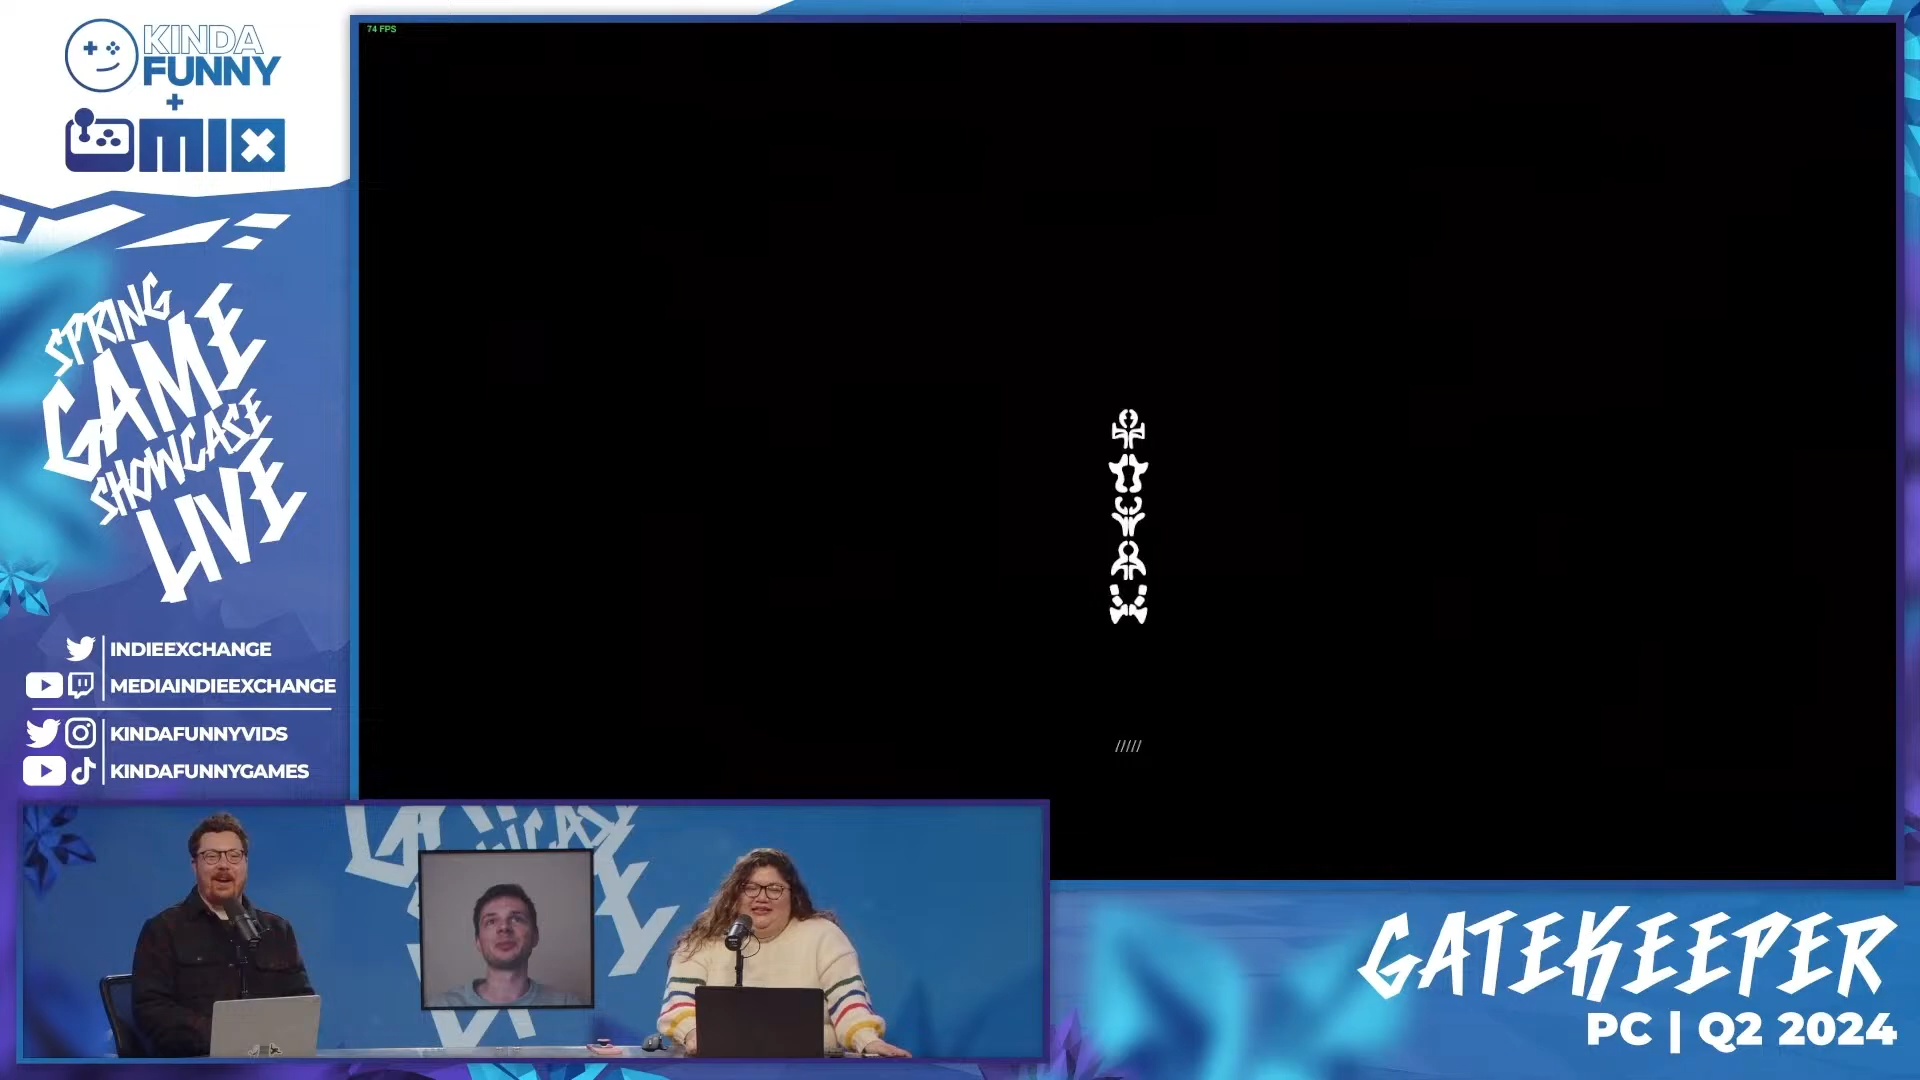 74 FPS
KINDA
FUNNY
+
MIX
SPRING
GAME
SHOWCASE
LIVE
INDIEEXCHANGE
MEDIAINDIEEXCHANGE
KINDAFUNNYVIDS
KINDAFUNNYGAMES
/////
GATEKEEPER
PC | Q2 2024